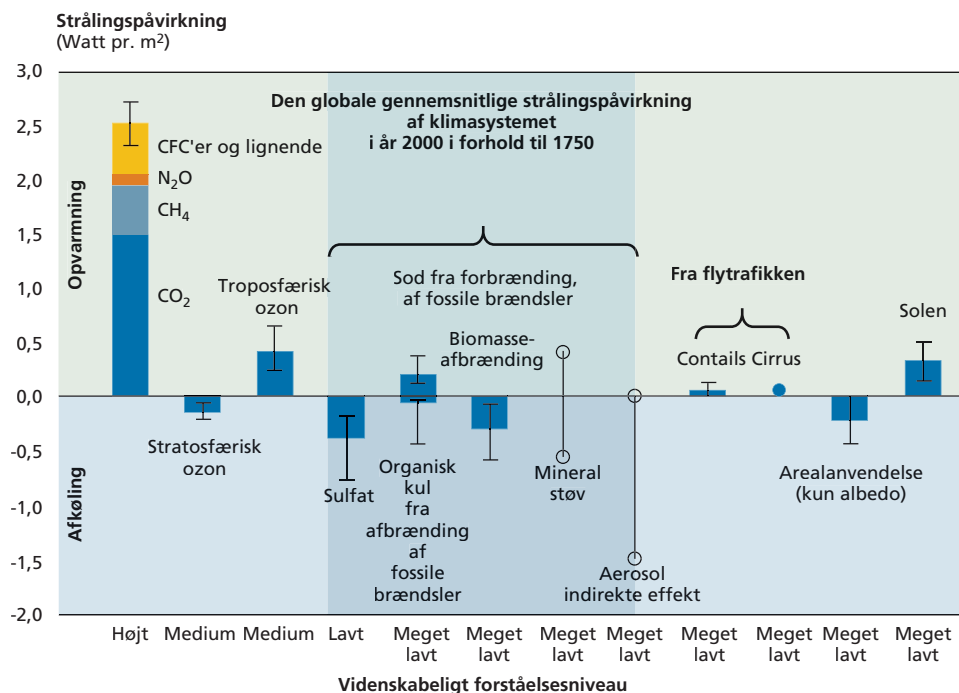 Strålingspåvirkning
(Watt pr. m²)
3,0
2,5
2,0
1,5
1,0
0,5
0,0
-0,5
-1,0
-1,5
-2,0
Opvarmning
Afkøling
Den globale gennemsnitlige strålingspåvirkning
af klimasystemet
i år 2000 i forhold til 1750
CFC'er og lignende
N₂O
CH₄
CO₂
Troposfærisk
ozon
Stratosfærisk
ozon
Sod fra forbrænding,
af fossile brændsler
Biomasse-
afbrænding
Sulfat
Organisk
kul
fra
afbrænding
af
fossile
brændsler
Mineral
støv
Aerosol
indirekte effekt
Fra flytrafikken
Contails Cirrus
Solen
Arealanvendelse
(kun albedo)
Højt
Medium
Medium
Lavt
Meget
lavt
Meget
lavt
Meget
lavt
Meget
lavt
Meget
lavt
Meget
lavt
Meget
lavt
Meget
lavt
Videnskabeligt forståelsesniveau